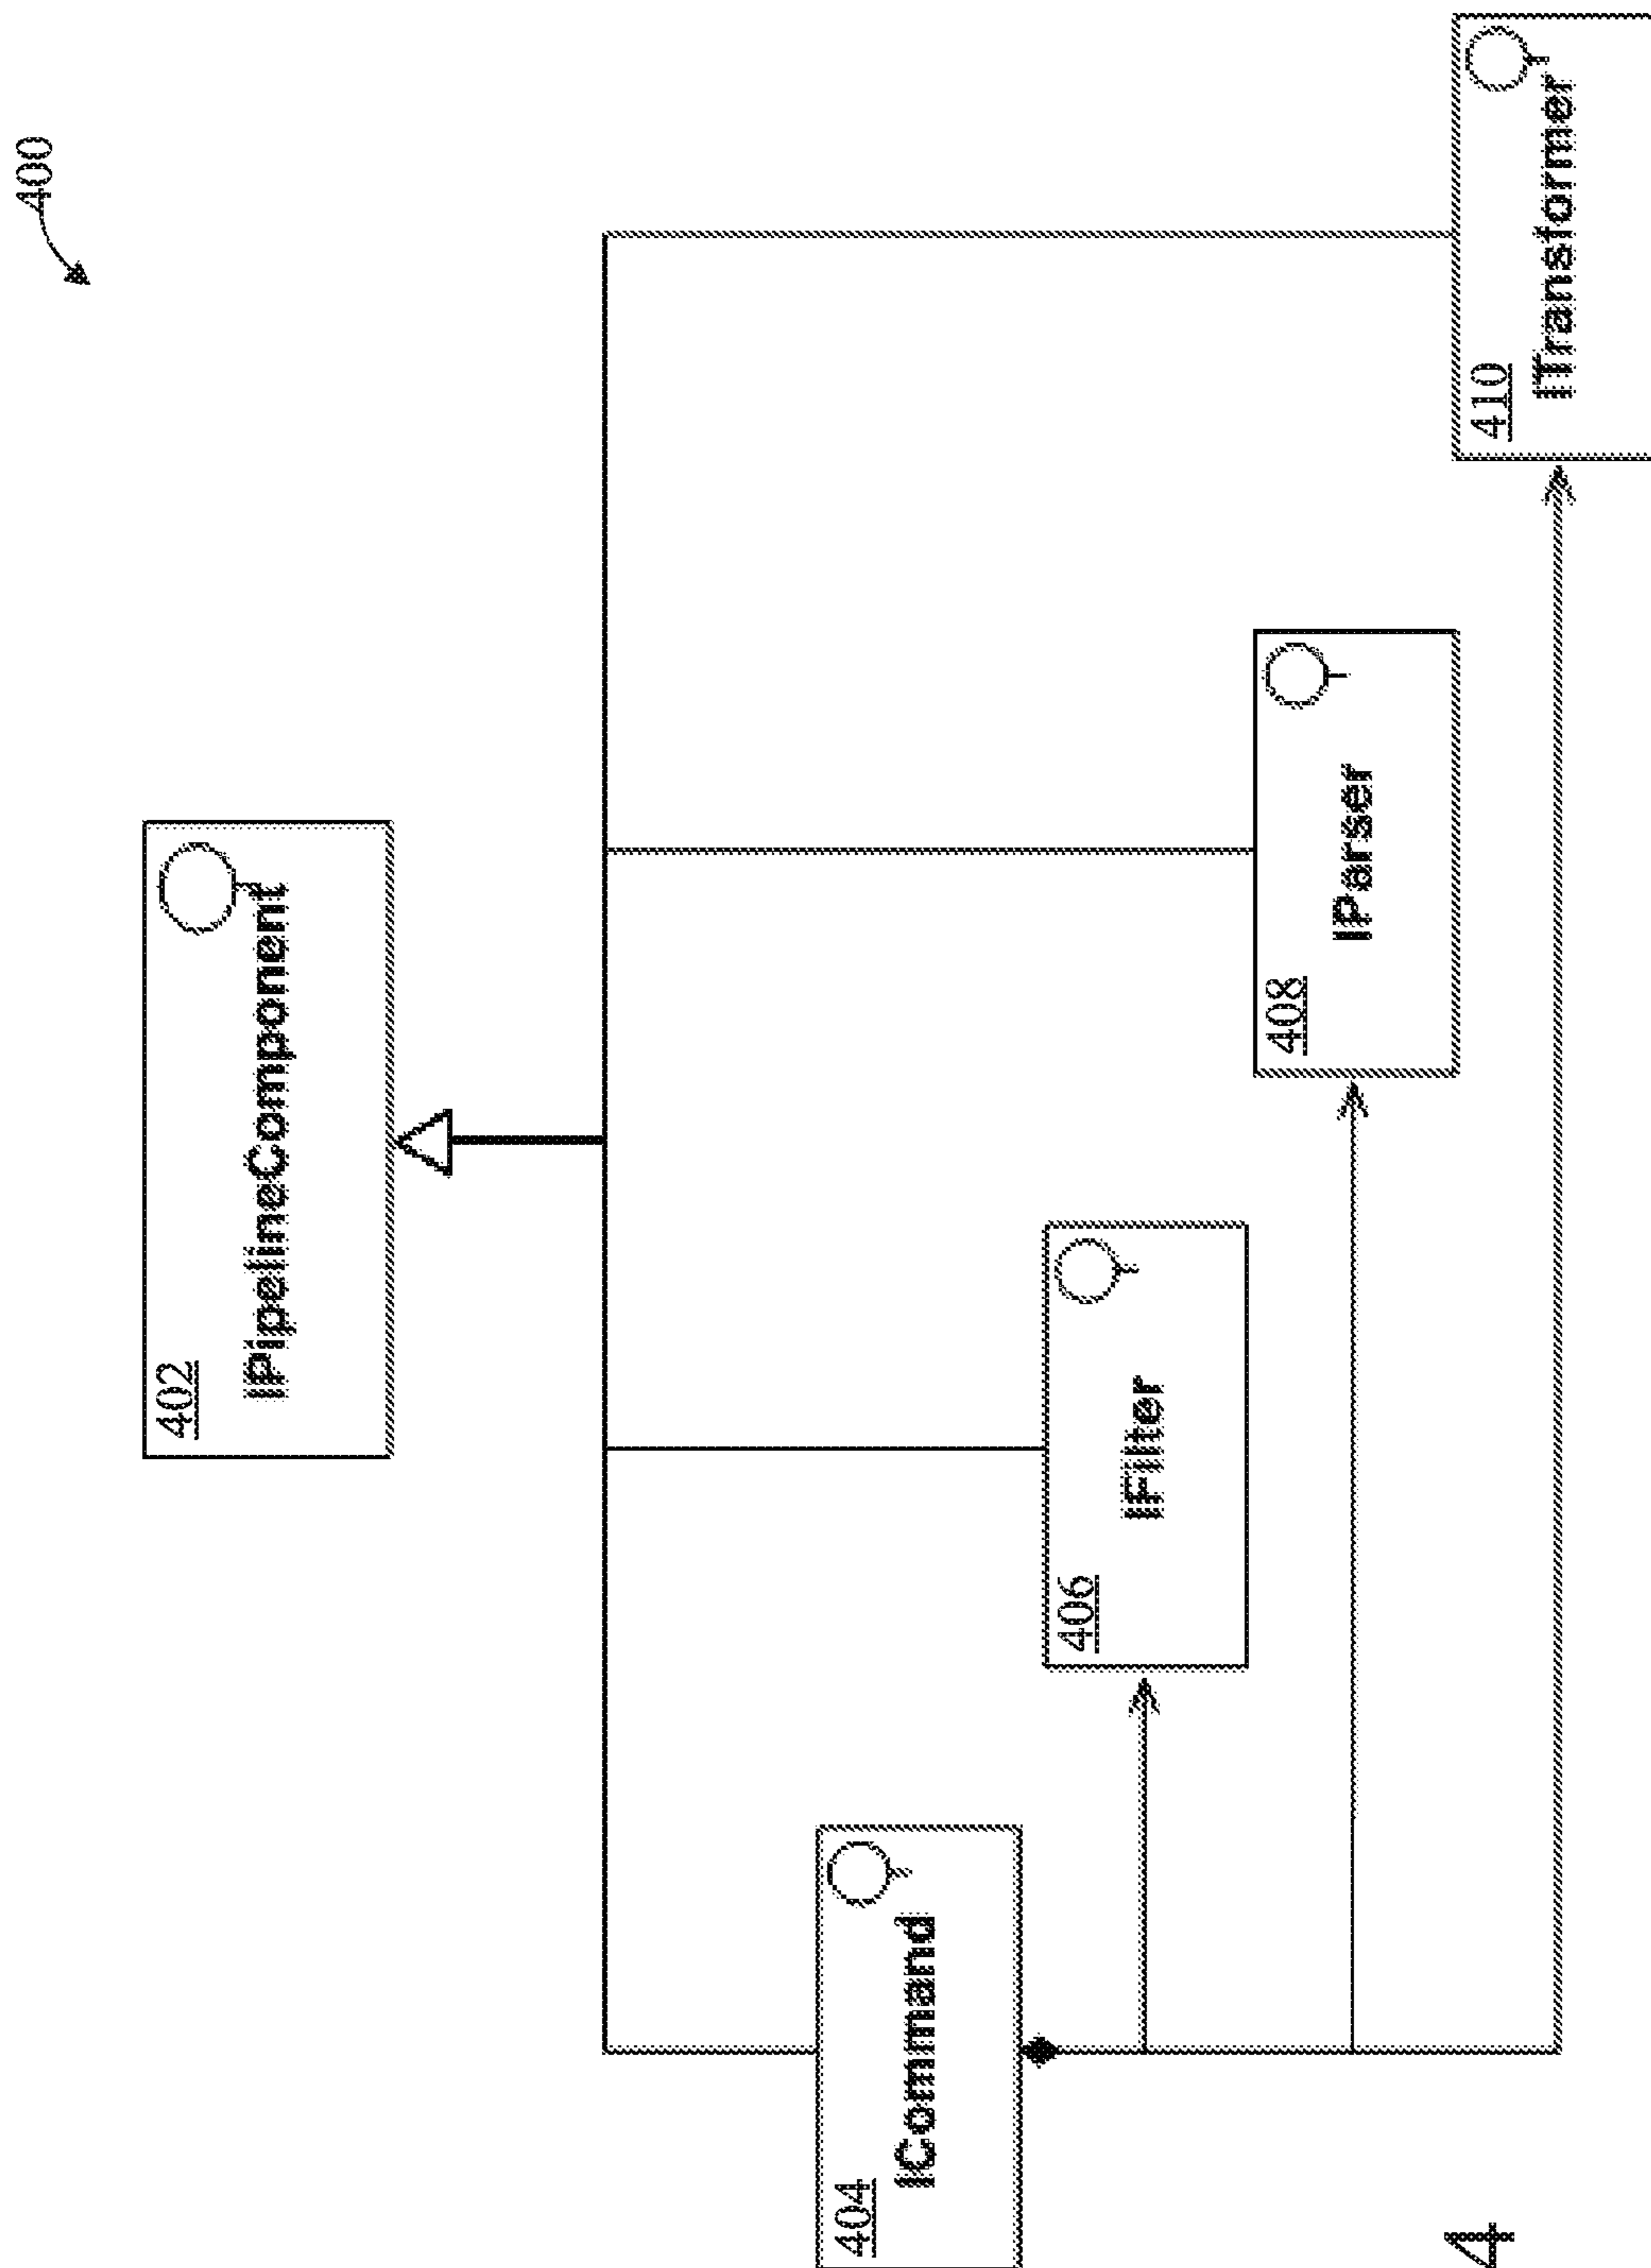 400
402
IPipelineComponent
404
ICommand
406
IFilter
408
IParser
410
ITransformer
4